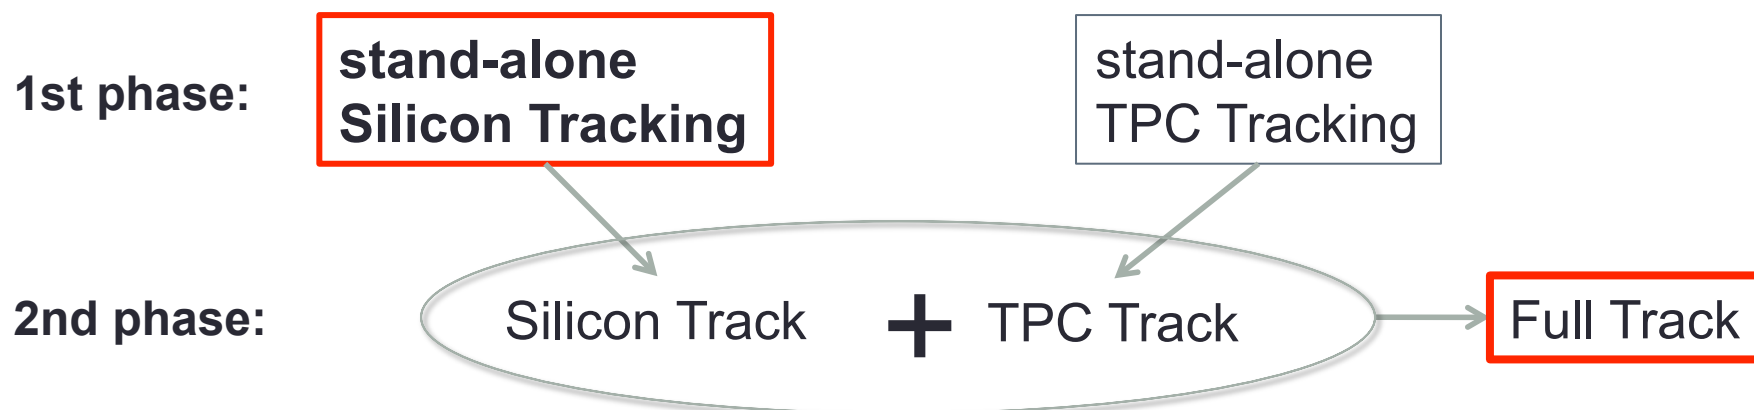 1st phase:
stand-alone
Silicon Tracking
stand-alone
TPC Tracking
2nd phase:
Silicon Track + TPC Track
Full Track